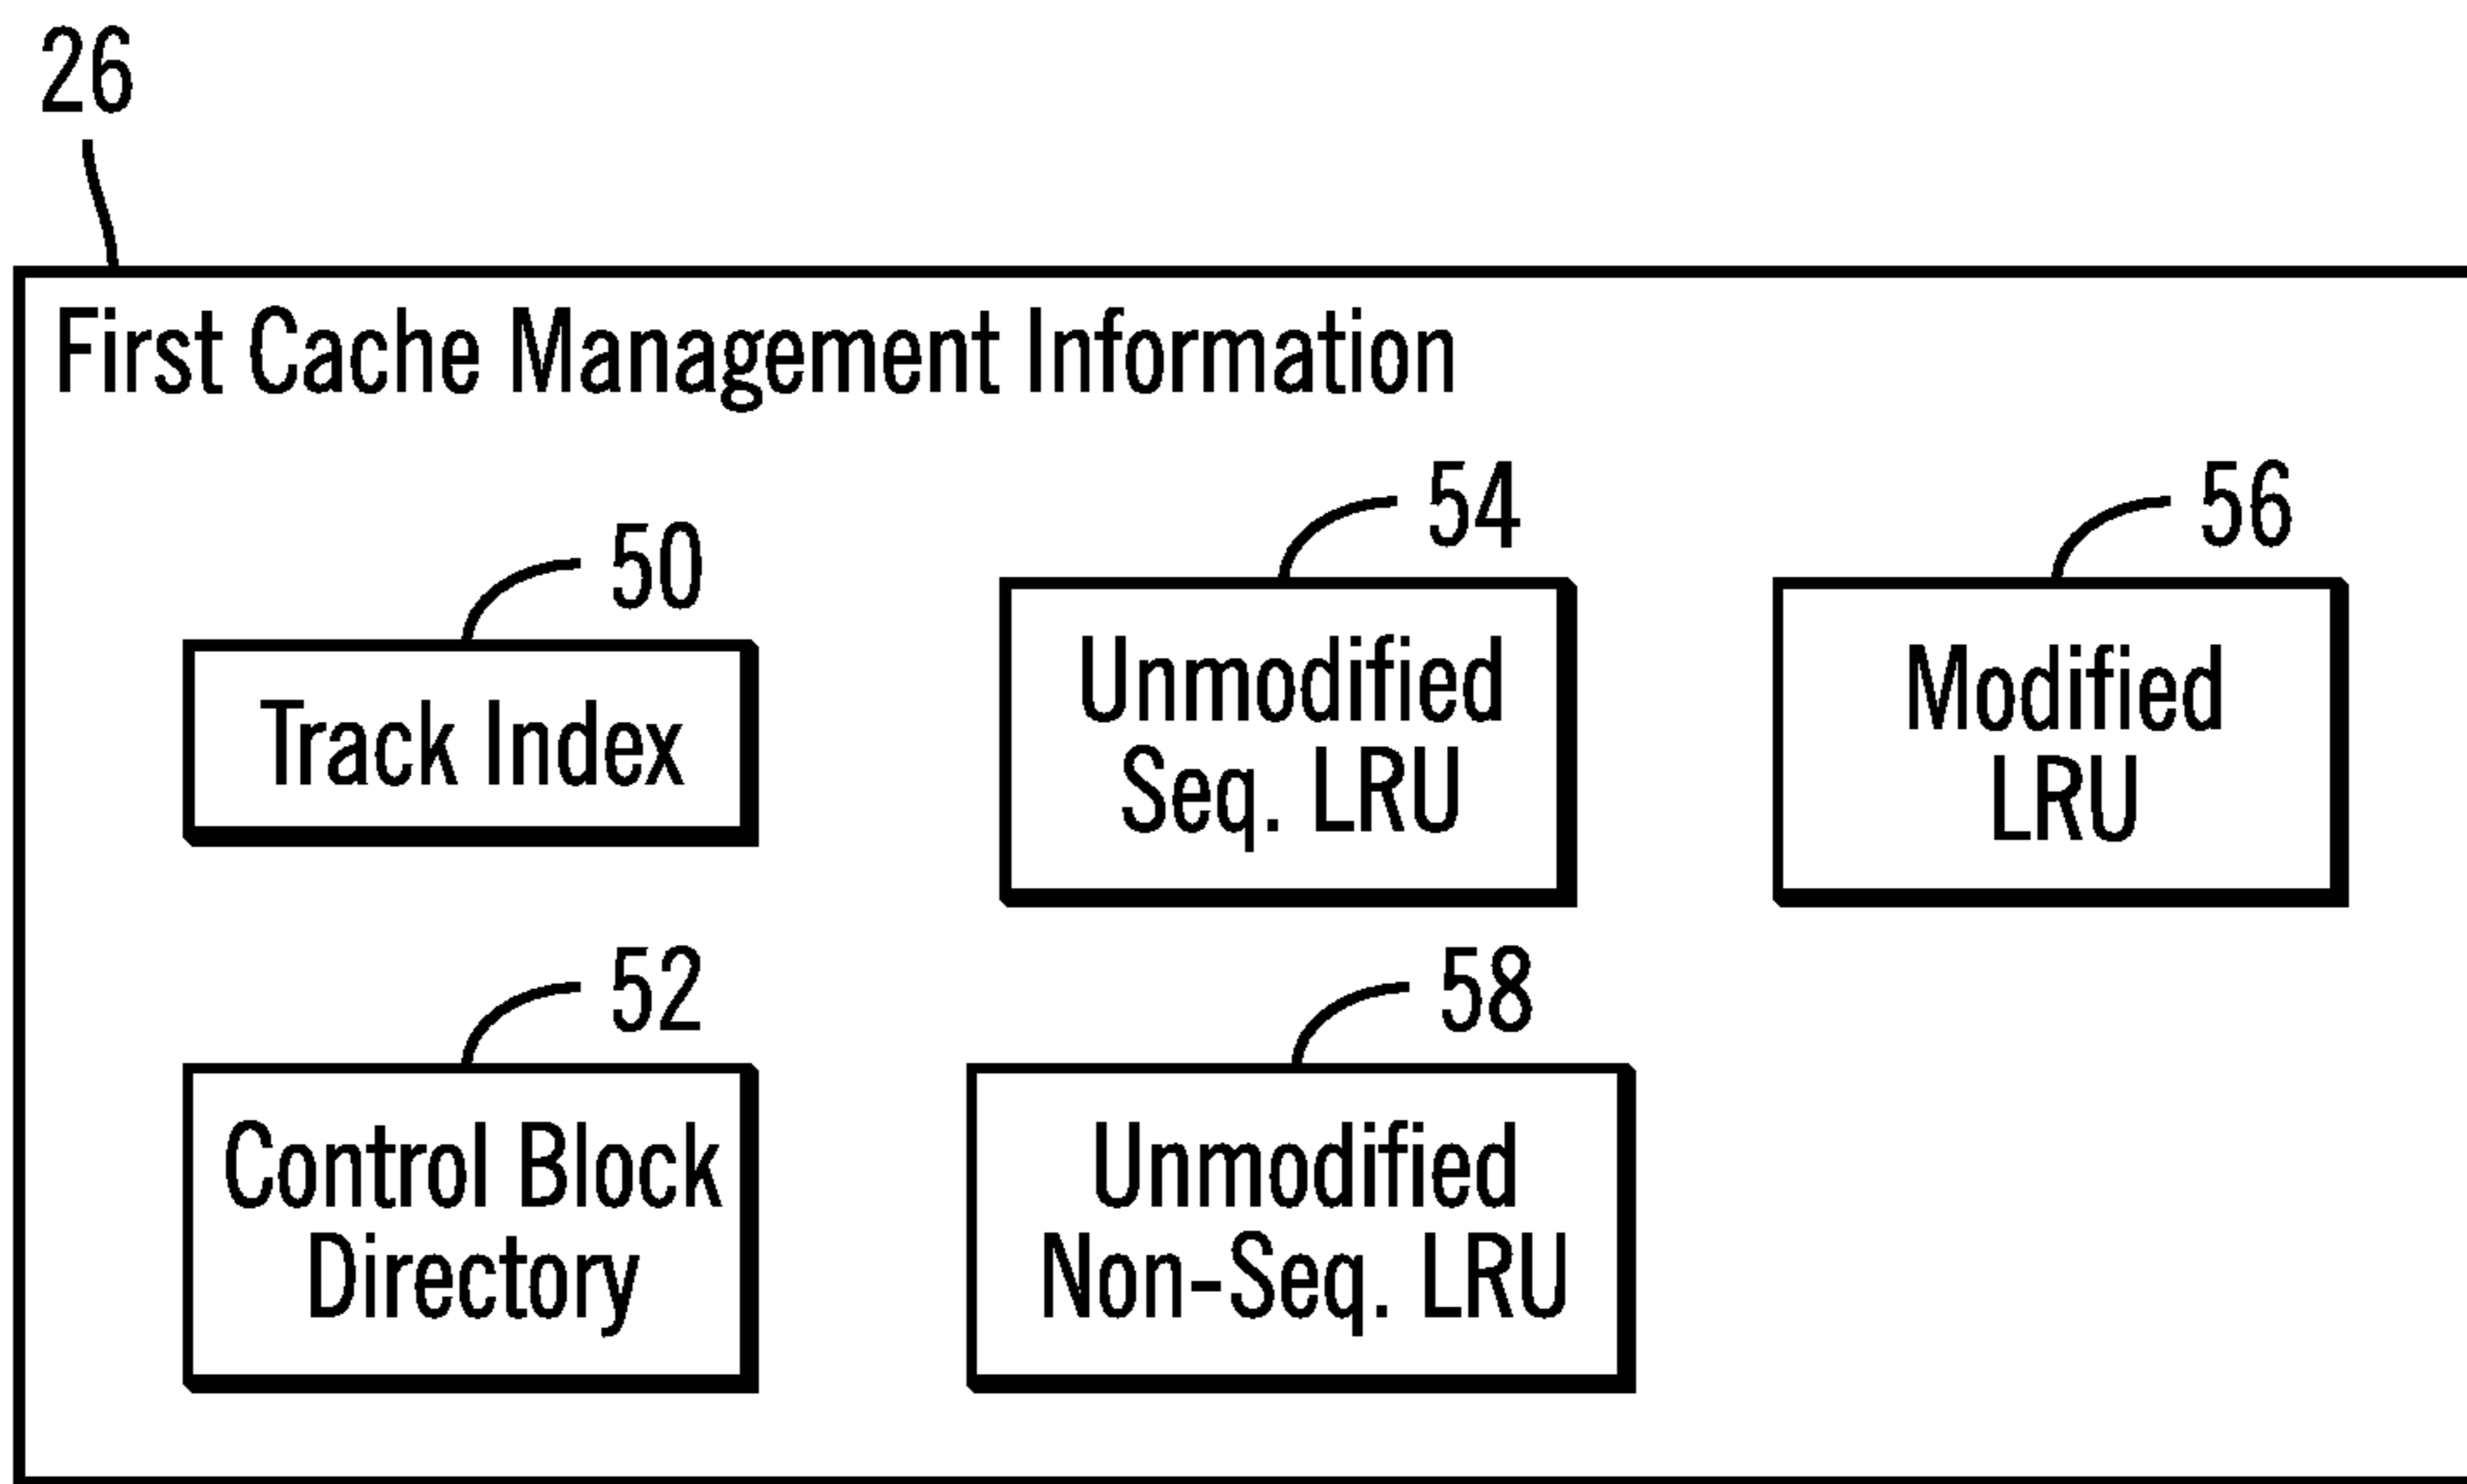 26
First Cache Management Information
50
Track Index
54
Unmodified
Seq. LRU
56
Modified
LRU
52
Control Block
Directory
58
Unmodified
Non-Seq. LRU